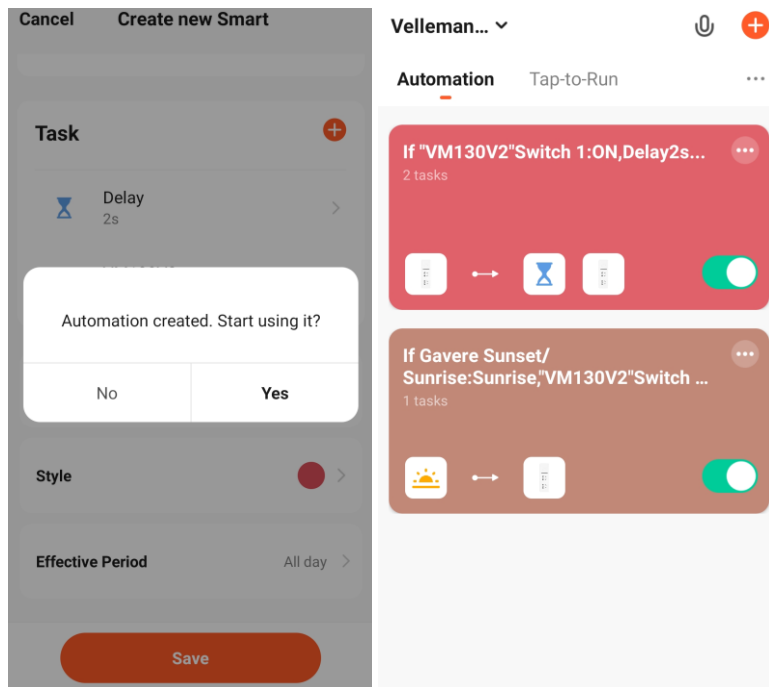 Cancel Create new Smart
Task
Delay
2s
Automation created. Start using it?
No Yes
Style
Effective Period All day
Save
Velleman...
Automation Tap-to-Run
If "VM130V2"Switch 1:ON,Delay2s...
2 tasks
If Gavere Sunset/
Sunrise:Sunrise,"VM130V2"Switch ...
1 tasks